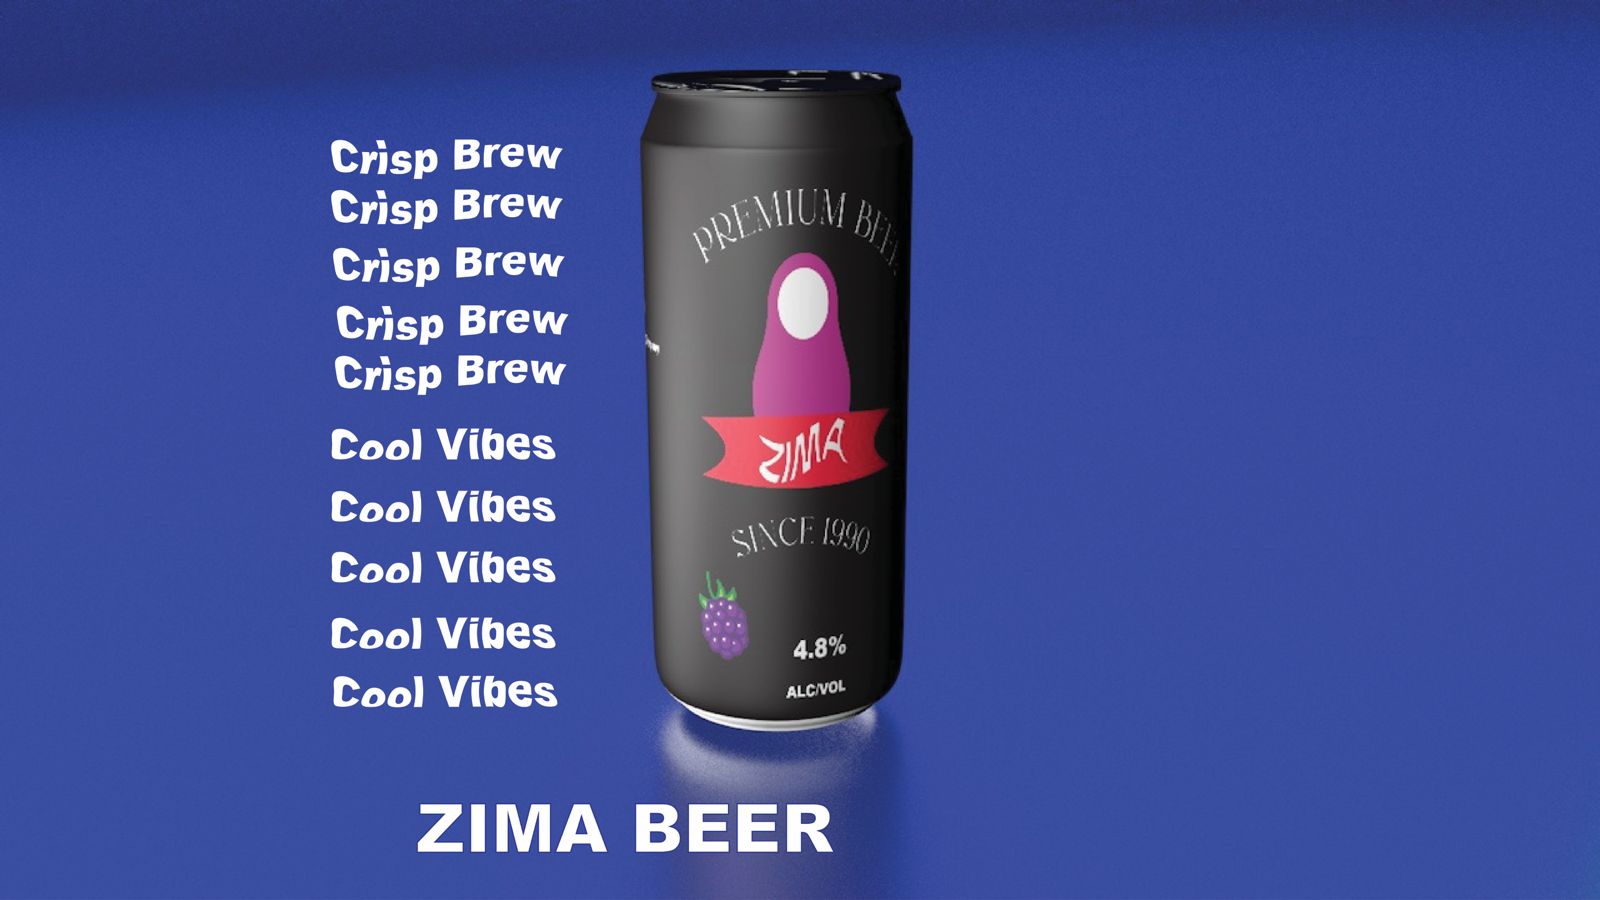 Crisp Brew
Crisp Brew
Crisp Brew
Crisp Brew
Crisp Brew
Cool Vibes
Cool Vibes
Cool Vibes
Cool Vibes
Cool Vibes
PREMIUM BEER
ZIMA
SINCE 1990
4.8%
ALC/VOL
ZIMA BEER